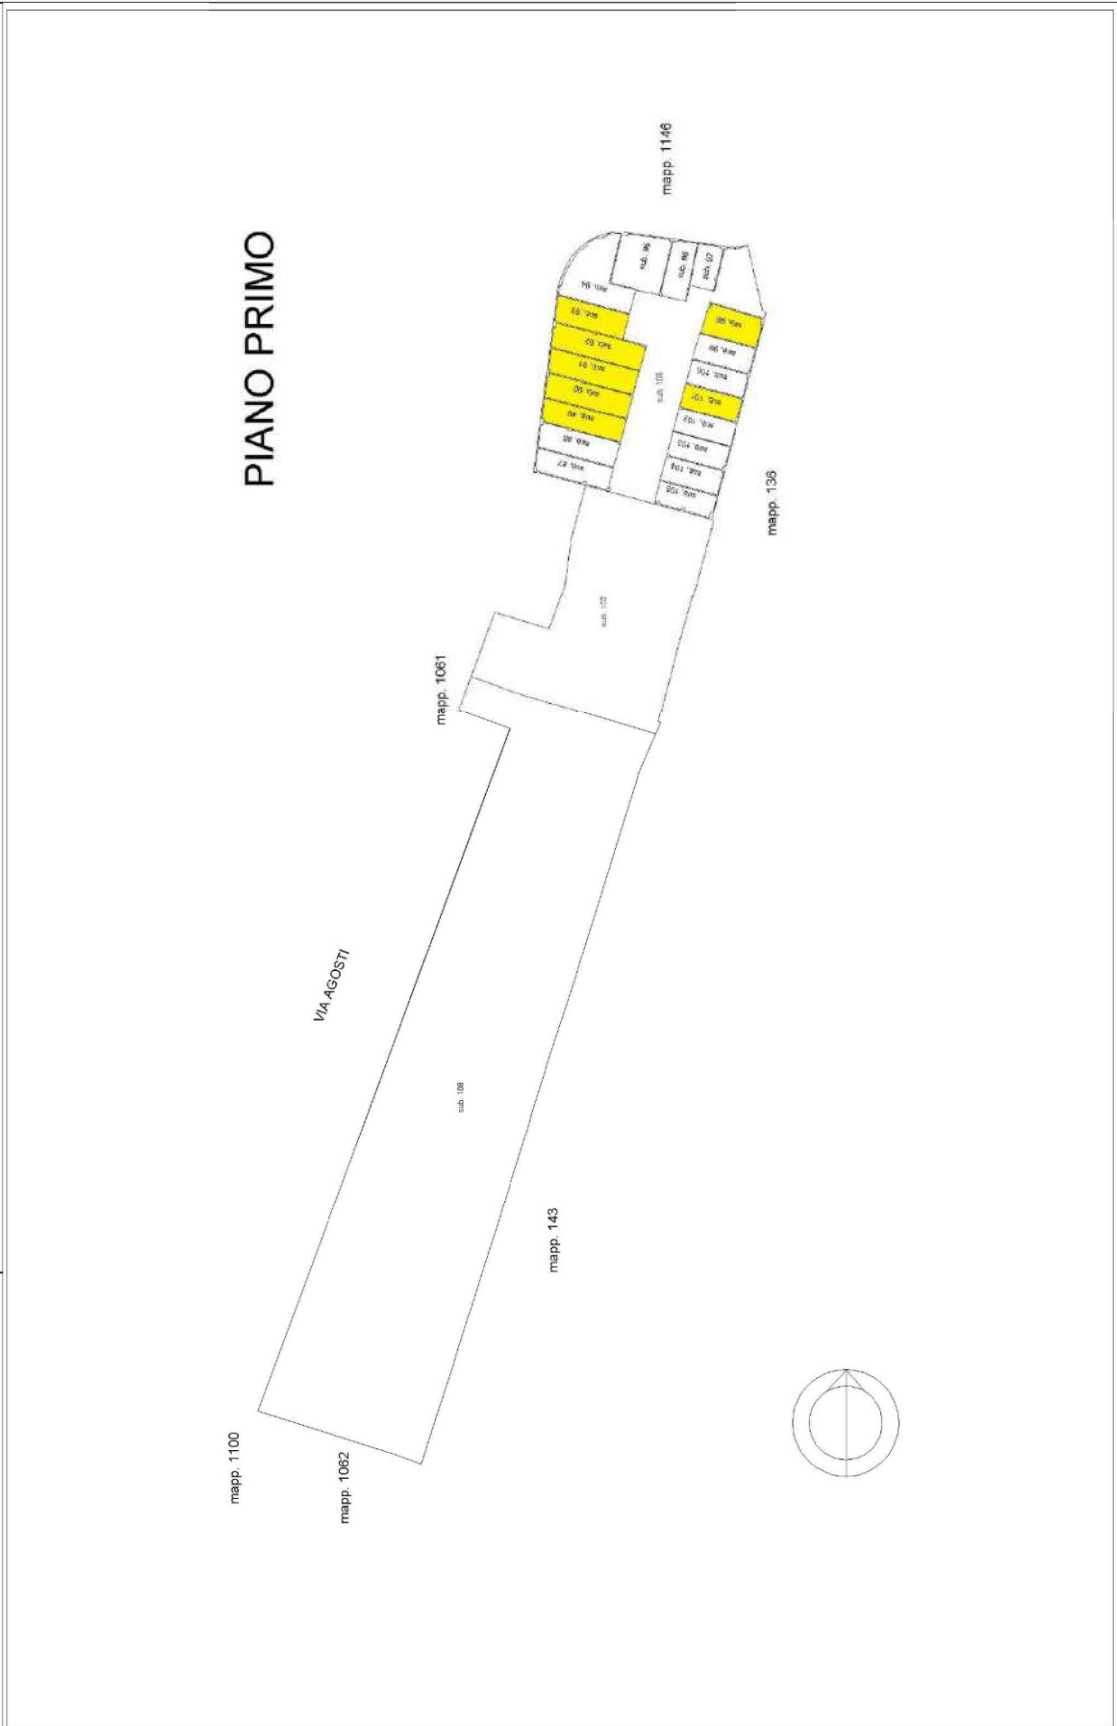 PIANO PRIMO
mapp. 1146
sub. 95
sub. 96
sub. 97
sub. 94
sub. 93
sub. 92
sub. 91
sub. 90
sub. 89
sub. 88
sub. 87
sub. 98
sub. 99
sub. 100
sub. 101
sub. 102
sub. 103
sub. 104
sub. 105
mapp. 136
mapp. 1061
VIA AGOSTI
sub. 108
mapp. 143
mapp. 1100
mapp. 1062